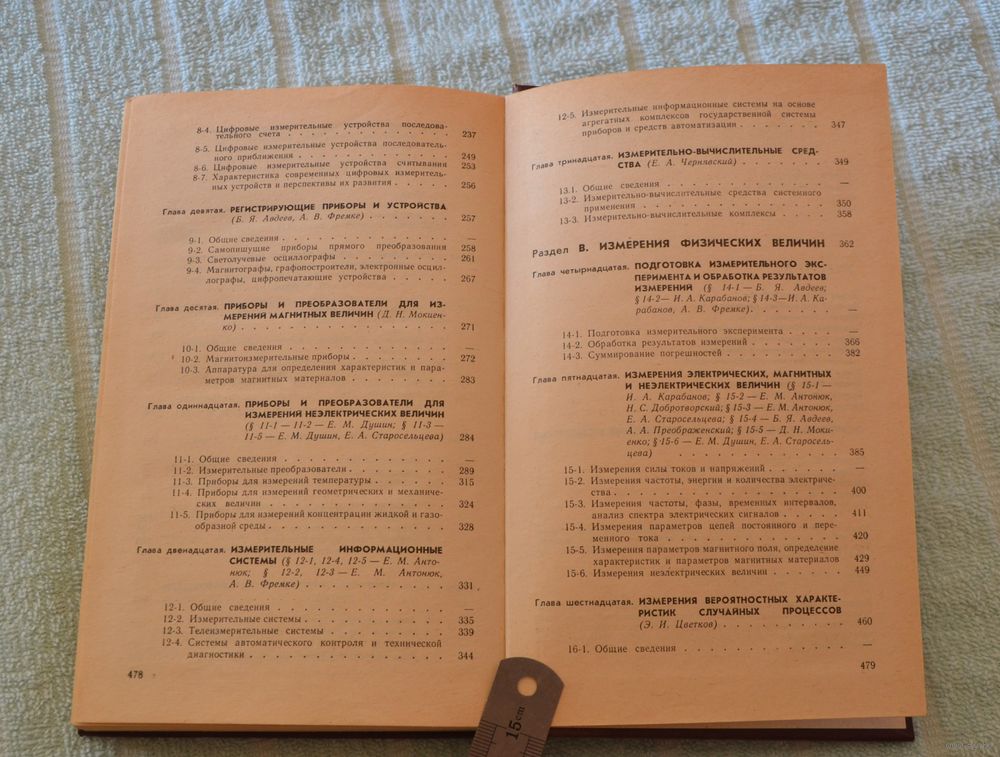 8-4. Цифровые измерительные устройства последова-
тельного счета . . . . . . . . . . . . . 237
8-5. Цифровые измерительные устройства последователь-
ного приближения . . . . . . . . . . . . 249
8-6. Цифровые измерительные устройства считывания 253
8-7. Характеристика современных цифровых измеритель-
ных устройств и перспективы их развития . . . . . 256
Глава девятая. РЕГИСТРИРУЮЩИЕ ПРИБОРЫ И УСТРОЙСТВА
(Б. Я. Авдеев, А. В. Фремке) . . . . . . . 257
9-1. Общие сведения . . . . . . . . . . . . —
9-2. Самопишущие приборы прямого преобразования 258
9-3. Светолучевые осциллографы . . . . . . . . 261
9-4. Магнитографы, графопостроители, электронные осцил-
лографы, цифропечатающие устройства . . . . . 267
Глава десятая. ПРИБОРЫ И ПРЕОБРАЗОВАТЕЛИ ДЛЯ ИЗ-
МЕРЕНИЙ МАГНИТНЫХ ВЕЛИЧИН (Д. Н. Мокиен-
ко) . . . . . . . . . . . . . . . 271
10-1. Общие сведения . . . . . . . . . . . . —
10-2. Магнитоизмерительные приборы . . . . . . . 272
10-3. Аппаратура для определения характеристик и пара-
метров магнитных материалов . . . . . . . . 283
Глава одиннадцатая. ПРИБОРЫ И ПРЕОБРАЗОВАТЕЛИ ДЛЯ
ИЗМЕРЕНИЙ НЕЭЛЕКТРИЧЕСКИХ ВЕЛИЧИН
(§ 11-1 — 11-2 — Е. М. Душин; § 11-3 —
11-5 — Е. М. Душин, Е. А. Старосельцева) 284
11-1. Общие сведения . . . . . . . . . . . . —
11-2. Измерительные преобразователи . . . . . . . 289
11-3. Приборы для измерений температуры . . . . . . 315
11-4. Приборы для измерений геометрических и механиче-
ских величин . . . . . . . . . . . . . 324
11-5. Приборы для измерений концентрации жидкой и газо-
образной среды . . . . . . . . . . . . . 328
Глава двенадцатая. ИЗМЕРИТЕЛЬНЫЕ ИНФОРМАЦИОННЫЕ
СИСТЕМЫ (§ 12-1, 12-4, 12-5 — Е. М. Анто-
нюк; § 12-2, 12-3 — Е. М. Антонюк,
А. В. Фремке) . . . . . . . . . . . 331
12-1. Общие сведения . . . . . . . . . . . . —
12-2. Измерительные системы . . . . . . . . . . 335
12-3. Телеизмерительные системы . . . . . . . . 339
12-4. Системы автоматического контроля и технической
диагностики . . . . . . . . . . . . . . 344
478
12-5. Измерительные информационные системы на основе
агрегатных комплексов государственной системы
приборов и средств автоматизации . . . . . . . 347
Глава тринадцатая. ИЗМЕРИТЕЛЬНО-ВЫЧИСЛИТЕЛЬНЫЕ СРЕД-
СТВА (Е. А. Чернявский) . . . . . . . . 349
13.1. Общие сведения . . . . . . . . . . . . —
13-2. Измерительно-вычислительные средства системного
применения . . . . . . . . . . . . . . 350
13-3. Измерительно-вычислительные комплексы . . . . 358
Раздел В. ИЗМЕРЕНИЯ ФИЗИЧЕСКИХ ВЕЛИЧИН 362
Глава четырнадцатая. ПОДГОТОВКА ИЗМЕРИТЕЛЬНОГО ЭКС-
ПЕРИМЕНТА И ОБРАБОТКА РЕЗУЛЬТАТОВ
ИЗМЕРЕНИЙ (§ 14-1 — Б. Я. Авдеев;
§ 14-2 — И. А. Карабанов; § 14-3 — И. А. Ка-
рабанов, А. В. Фремке) . . . . . . . . —
14-1. Подготовка измерительного эксперимента . . . . —
14-2. Обработка результатов измерений . . . . . . . 366
14-3. Суммирование погрешностей . . . . . . . . 382
Глава пятнадцатая. ИЗМЕРЕНИЯ ЭЛЕКТРИЧЕСКИХ, МАГНИТНЫХ
И НЕЭЛЕКТРИЧЕСКИХ ВЕЛИЧИН (§ 15-1 —
И. А. Карабанов; § 15-2 — Е. М. Антонюк,
Н. С. Добротворский; § 15-3 — Е. М. Антонюк,
Е. А. Старосельцева; § 15-4 — Б. Я. Авдеев,
А. А. Преображенский; § 15-5 — Д. Н. Моки-
енко; § 15-6 — Е. М. Душин, Е. А. Старосель-
цева) . . . . . . . . . . . . . 385
15-1. Измерения силы токов и напряжений . . . . . . —
15-2. Измерения частоты, энергии и количества электриче-
ства . . . . . . . . . . . . . . . . 400
15-3. Измерения частоты, фазы, временных интервалов,
анализ спектра электрических сигналов . . . . . 411
15-4. Измерения параметров цепей постоянного и пере-
менного тока . . . . . . . . . . . . . 420
15-5. Измерения параметров магнитного поля, определение
характеристик и параметров магнитных материалов 429
15-6. Измерения неэлектрических величин . . . . . . 449
Глава шестнадцатая. ИЗМЕРЕНИЯ ВЕРОЯТНОСТНЫХ ХАРАКТЕ-
РИСТИК СЛУЧАЙНЫХ ПРОЦЕССОВ
(Э. И. Цветков) . . . . . . . . . . 460
16-1. Общие сведения . . . . . . . . . . . . —
479
15cm